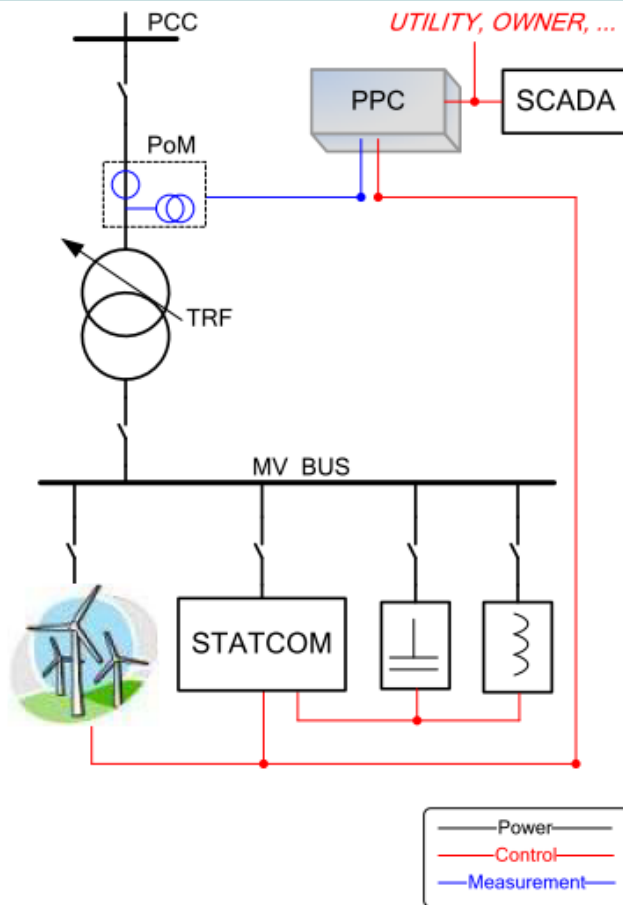 PCC
UTILITY, OWNER, ...
PPC
SCADA
PoM
TRF
MV BUS
STATCOM
Power
Control
Measurement